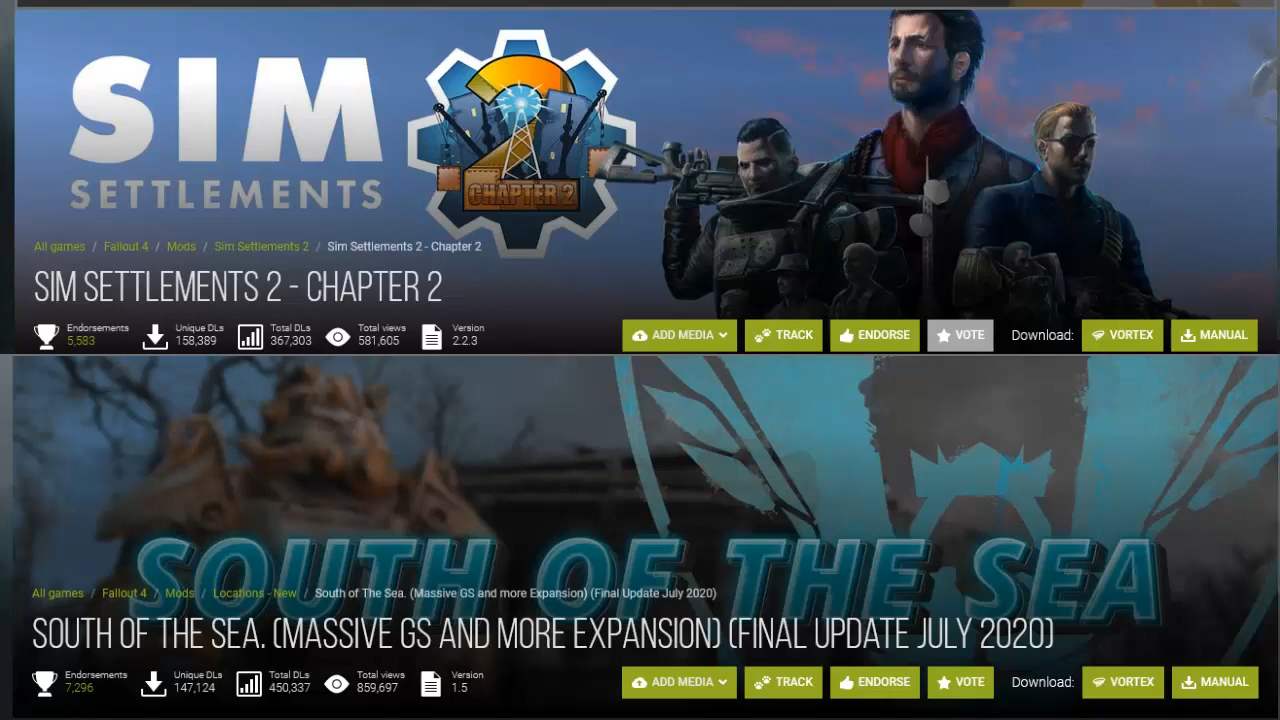 SIM
SETTLEMENTS
2
CHAPTER 2
All games / Fallout 4 / Mods / Sim Settlements 2 / Sim Settlements 2 - Chapter 2
SIM SETTLEMENTS 2 - CHAPTER 2
Endorsements Unique DLs Total DLs Total views Version
5,583 158,389 367,303 581,605 2.2.3
ADD MEDIA TRACK ENDORSE VOTE Download: VORTEX MANUAL
SOUTH OF THE SEA
All games / Fallout 4 / Mods / Locations - New / South of The Sea. (Massive GS and more Expansion) (Final Update July 2020)
SOUTH OF THE SEA. (MASSIVE GS AND MORE EXPANSION) (FINAL UPDATE JULY 2020)
Endorsements Unique DLs Total DLs Total views Version
7,296 147,124 450,337 859,697 1.5
ADD MEDIA TRACK ENDORSE VOTE Download: VORTEX MANUAL